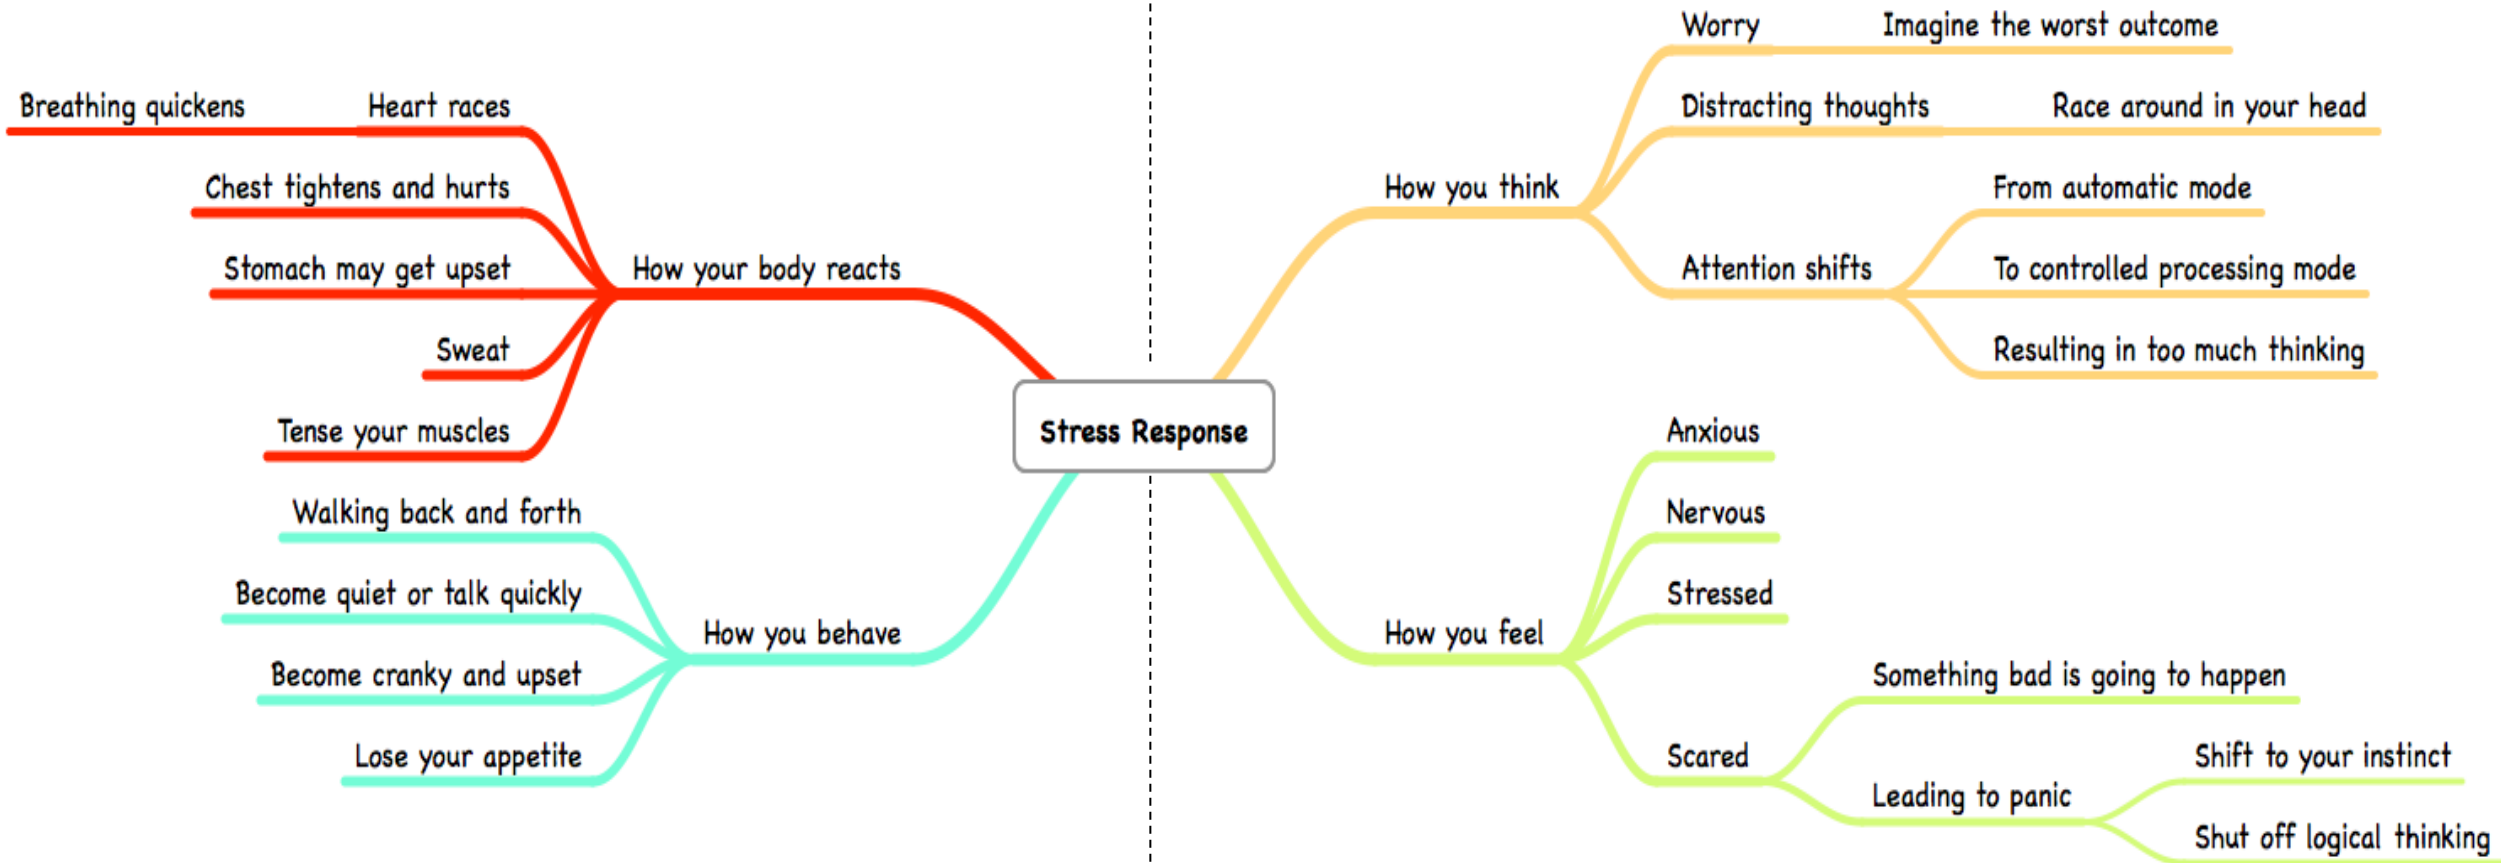 Stress Response
How your body reacts
Heart races
Breathing quickens
Chest tightens and hurts
Stomach may get upset
Sweat
Tense your muscles
How you behave
Walking back and forth
Become quiet or talk quickly
Become cranky and upset
Lose your appetite
How you think
Worry
Imagine the worst outcome
Distracting thoughts
Race around in your head
Attention shifts
From automatic mode
To controlled processing mode
Resulting in too much thinking
How you feel
Anxious
Nervous
Stressed
Scared
Something bad is going to happen
Leading to panic
Shift to your instinct
Shut off logical thinking